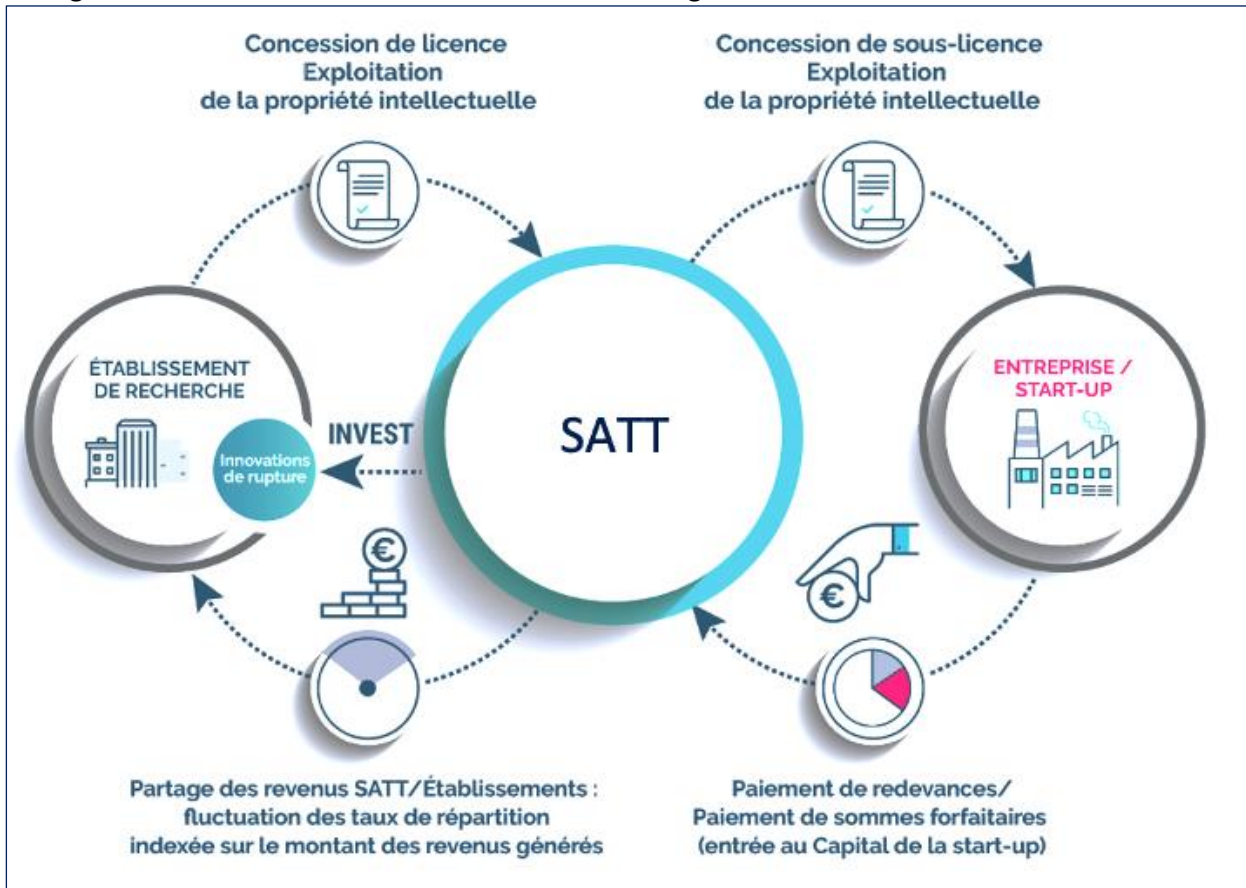 Concession de licence
Exploitation
de la propriété intellectuelle
Concession de sous-licence
Exploitation
de la propriété intellectuelle
ÉTABLISSEMENT
DE RECHERCHE
Innovations
de rupture
INVEST
SATT
ENTREPRISE /
START-UP
€
€
Partage des revenus SATT/Établissements :
fluctuation des taux de répartition
indexée sur le montant des revenus générés
Paiement de redevances/
Paiement de sommes forfaitaires
(entrée au Capital de la start-up)